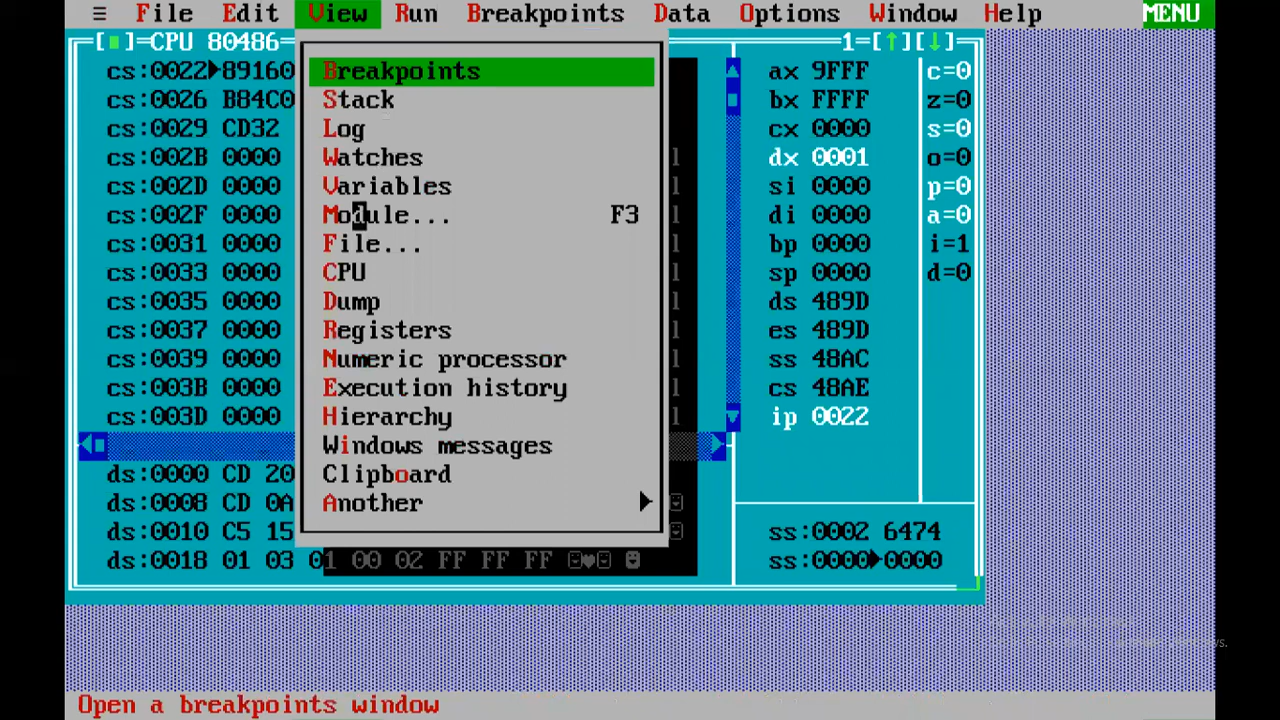 ≡ File Edit View Run Breakpoints Data Options Window Help MENU
[■]=CPU 80486 1=[↑][↓]
cs:0022▶89160 Breakpoints ax 9FFF c=0
cs:0026 B84C0 Stack bx FFFF z=0
cs:0029 CD32 Log cx 0000 s=0
cs:002B 0000 Watches l dx 0001 o=0
cs:002D 0000 Variables l si 0000 p=0
cs:002F 0000 Module... F3 l di 0000 a=0
cs:0031 0000 File... l bp 0000 i=1
cs:0033 0000 CPU l sp 0000 d=0
cs:0035 0000 Dump l ds 489D
cs:0037 0000 Registers l es 489D
cs:0039 0000 Numeric processor l ss 48AC
cs:003B 0000 Execution history l cs 48AE
cs:003D 0000 Hierarchy l ip 0022
Windows messages
ds:0000 CD 20 Clipboard
ds:0008 CD 0A Another ▶
ds:0010 C5 15 ss:0002 6474
ds:0018 01 03 01 00 02 FF FF FF ☺♥☺ ☻ ss:0000▶0000
Open a breakpoints window